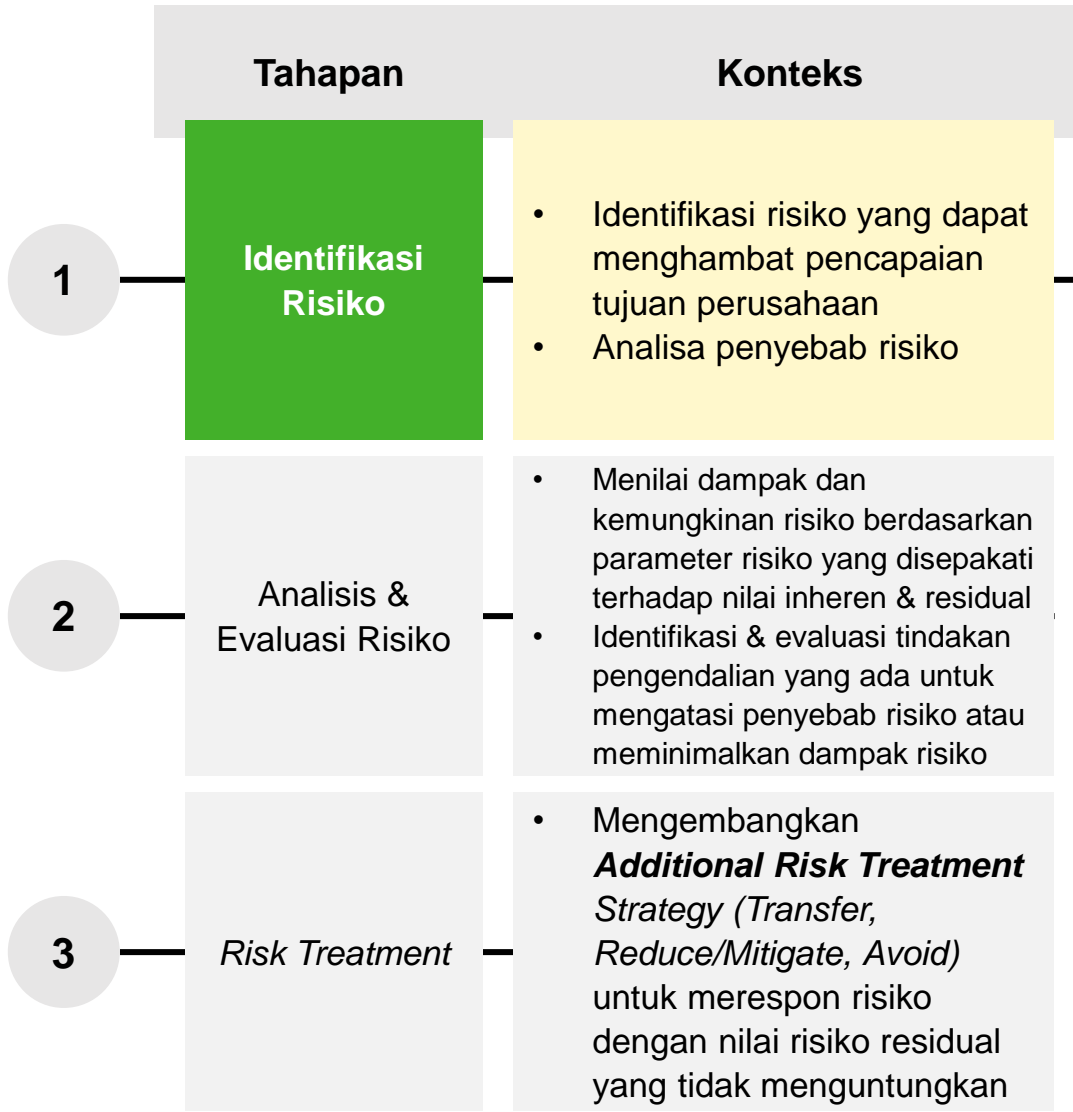 Tahapan
Konteks
1
Identifikasi
Risiko
• Identifikasi risiko yang dapat
menghambat pencapaian
tujuan perusahaan
• Analisa penyebab risiko
2
Analisis &
Evaluasi Risiko
• Menilai dampak dan
kemungkinan risiko berdasarkan
parameter risiko yang disepakati
terhadap nilai inheren & residual
• Identifikasi & evaluasi tindakan
pengendalian yang ada untuk
mengatasi penyebab risiko atau
meminimalkan dampak risiko
3
Risk Treatment
• Mengembangkan
Additional Risk Treatment
Strategy (Transfer,
Reduce/Mitigate, Avoid)
untuk merespon risiko
dengan nilai risiko residual
yang tidak menguntungkan